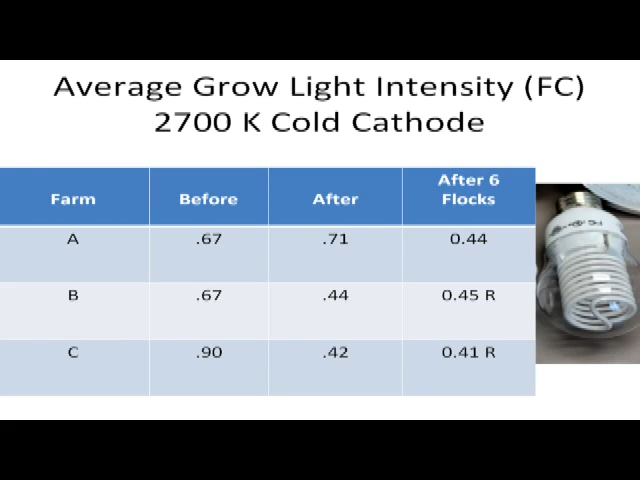 Average Grow Light Intensity (FC)
2700 K Cold Cathode
Farm Before After After 6 Flocks
A .67 .71 0.44
B .67 .44 0.45 R
C .90 .42 0.41 R